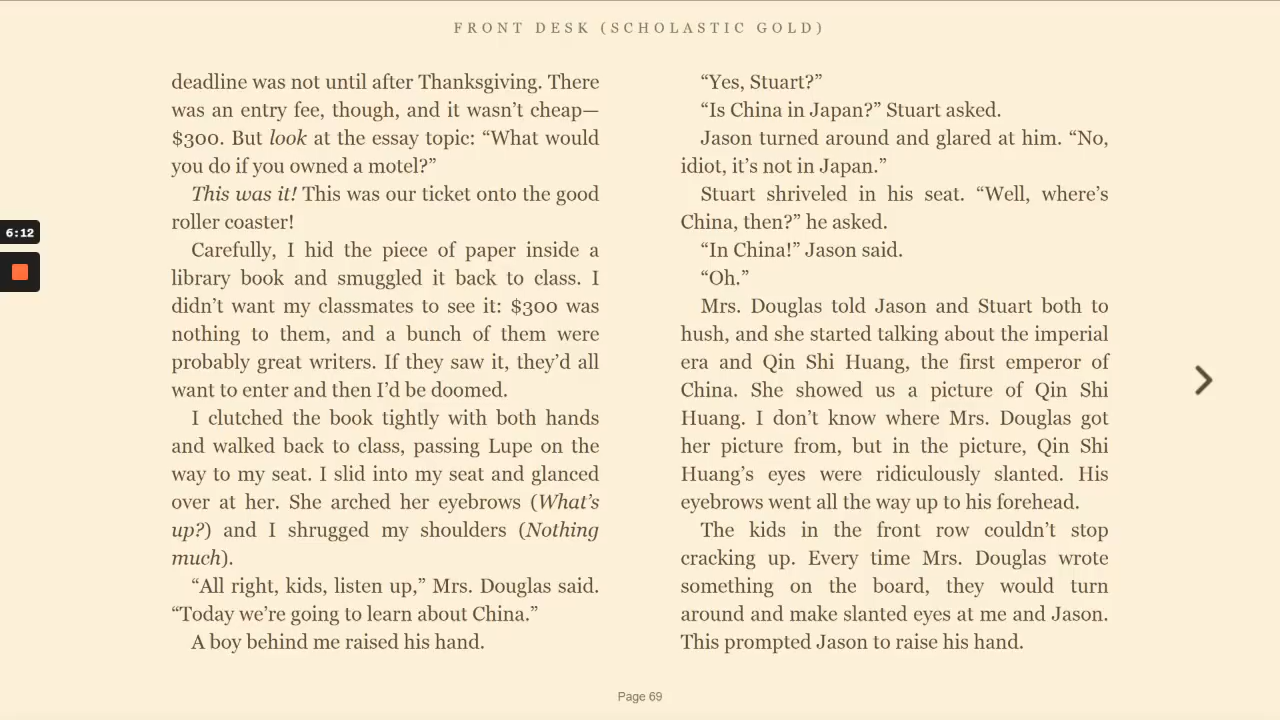 FRONT DESK (SCHOLASTIC GOLD)
deadline was not until after Thanksgiving. There
was an entry fee, though, and it wasn’t cheap—
$300. But look at the essay topic: “What would
you do if you owned a motel?”
This was it! This was our ticket onto the good
roller coaster!
Carefully, I hid the piece of paper inside a
library book and smuggled it back to class. I
didn’t want my classmates to see it: $300 was
nothing to them, and a bunch of them were
probably great writers. If they saw it, they’d all
want to enter and then I’d be doomed.
I clutched the book tightly with both hands
and walked back to class, passing Lupe on the
way to my seat. I slid into my seat and glanced
over at her. She arched her eyebrows (What’s
up?) and I shrugged my shoulders (Nothing
much).
“All right, kids, listen up,” Mrs. Douglas said.
“Today we’re going to learn about China.”
A boy behind me raised his hand.
“Yes, Stuart?”
“Is China in Japan?” Stuart asked.
Jason turned around and glared at him. “No,
idiot, it’s not in Japan.”
Stuart shriveled in his seat. “Well, where’s
China, then?” he asked.
“In China!” Jason said.
“Oh.”
Mrs. Douglas told Jason and Stuart both to
hush, and she started talking about the imperial
era and Qin Shi Huang, the first emperor of
China. She showed us a picture of Qin Shi
Huang. I don’t know where Mrs. Douglas got
her picture from, but in the picture, Qin Shi
Huang’s eyes were ridiculously slanted. His
eyebrows went all the way up to his forehead.
The kids in the front row couldn’t stop
cracking up. Every time Mrs. Douglas wrote
something on the board, they would turn
around and make slanted eyes at me and Jason.
This prompted Jason to raise his hand.
6:12
Page 69